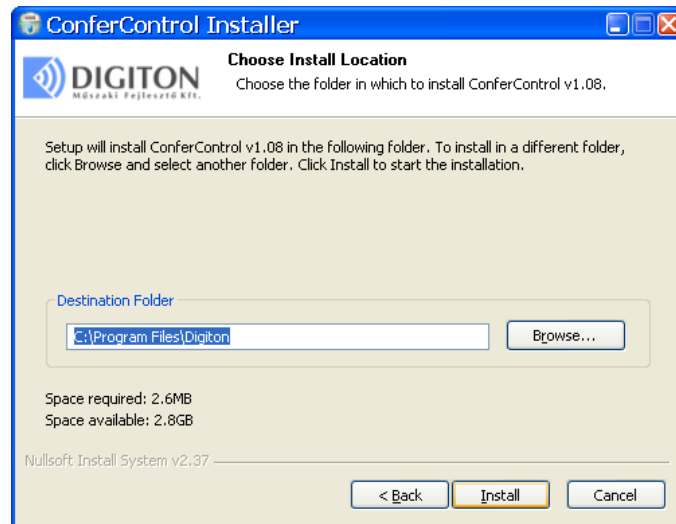 ConferControl Installer
DIGITON
Műszaki Fejlesztő Kft.
Choose Install Location
Choose the folder in which to install ConferControl v1.08.
Setup will install ConferControl v1.08 in the following folder. To install in a different folder,
click Browse and select another folder. Click Install to start the installation.
Destination Folder
C:\Program Files\Digiton
Browse...
Space required: 2.6MB
Space available: 2.8GB
Nullsoft Install System v2.37
< Back
Install
Cancel